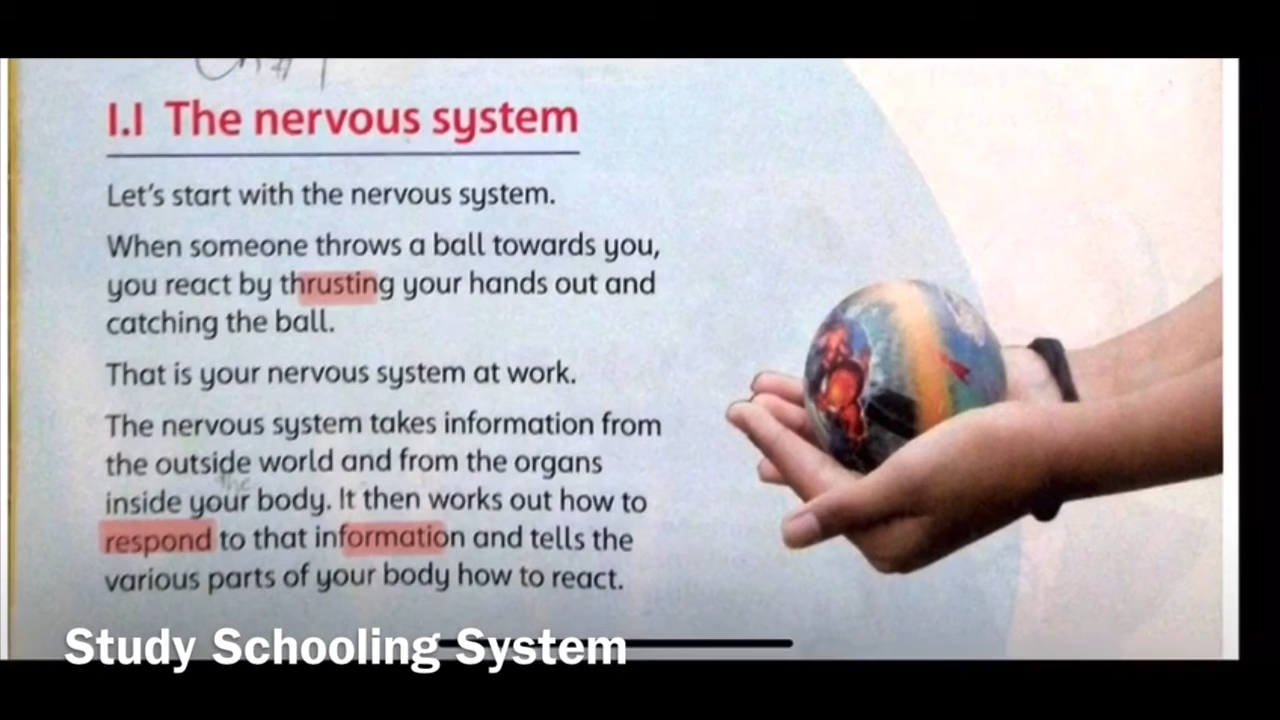 1.1 The nervous system
Let's start with the nervous system.
When someone throws a ball towards you,
you react by thrusting your hands out and
catching the ball.
That is your nervous system at work.
The nervous system takes information from
the outside world and from the organs
inside your body. It then works out how to
respond to that information and tells the
various parts of your body how to react.
Study Schooling System